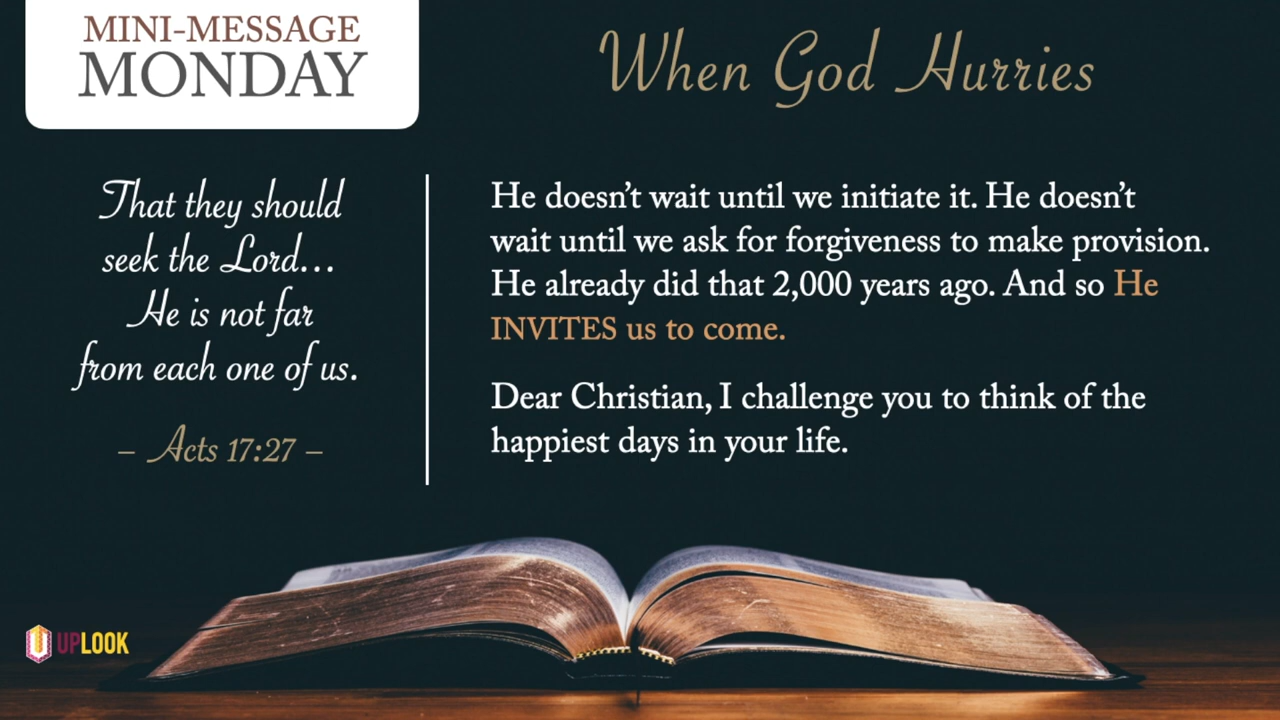 MINI-MESSAGE
MONDAY
When God Hurries
That they should
seek the Lord...
He is not far
from each one of us.
– Acts 17:27 –
He doesn’t wait until we initiate it. He doesn’t
wait until we ask for forgiveness to make provision.
He already did that 2,000 years ago. And so He
INVITES us to come.
Dear Christian, I challenge you to think of the
happiest days in your life.
UPLOOK